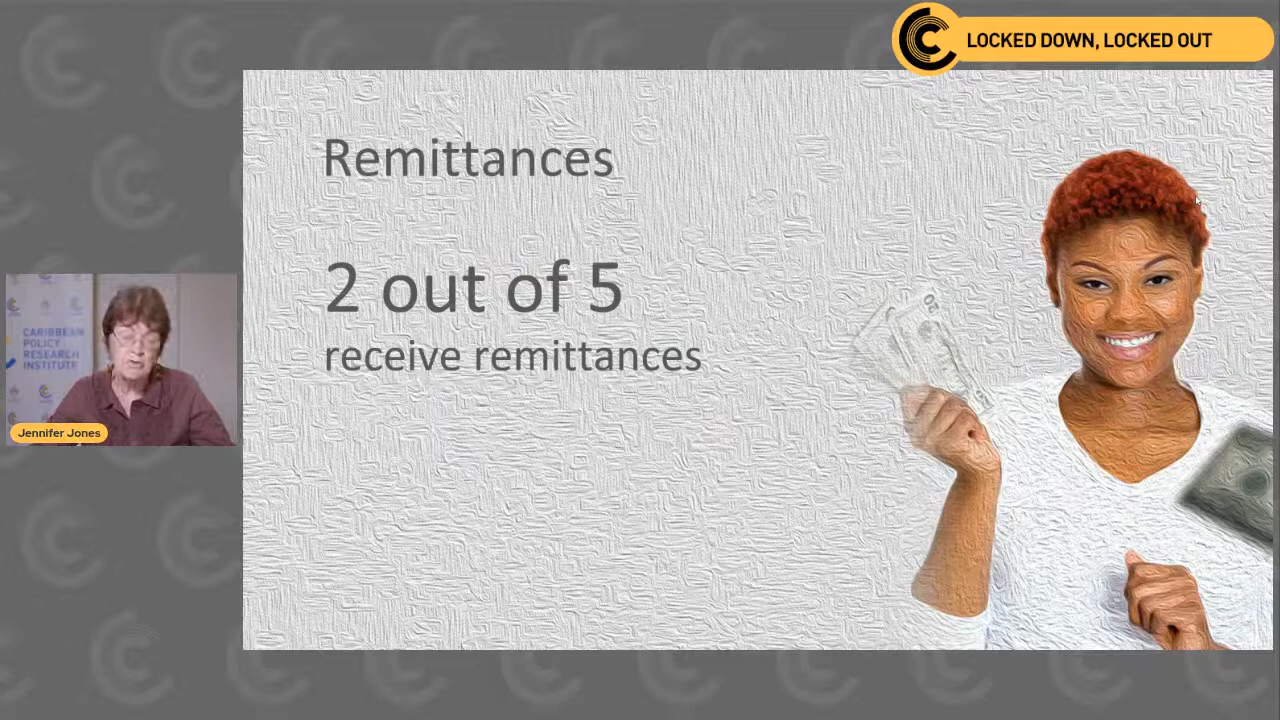 LOCKED DOWN, LOCKED OUT
Remittances
2 out of 5
receive remittances
CARIBBEAN
POLICY
RESEARCH
INSTITUTE
Jennifer Jones